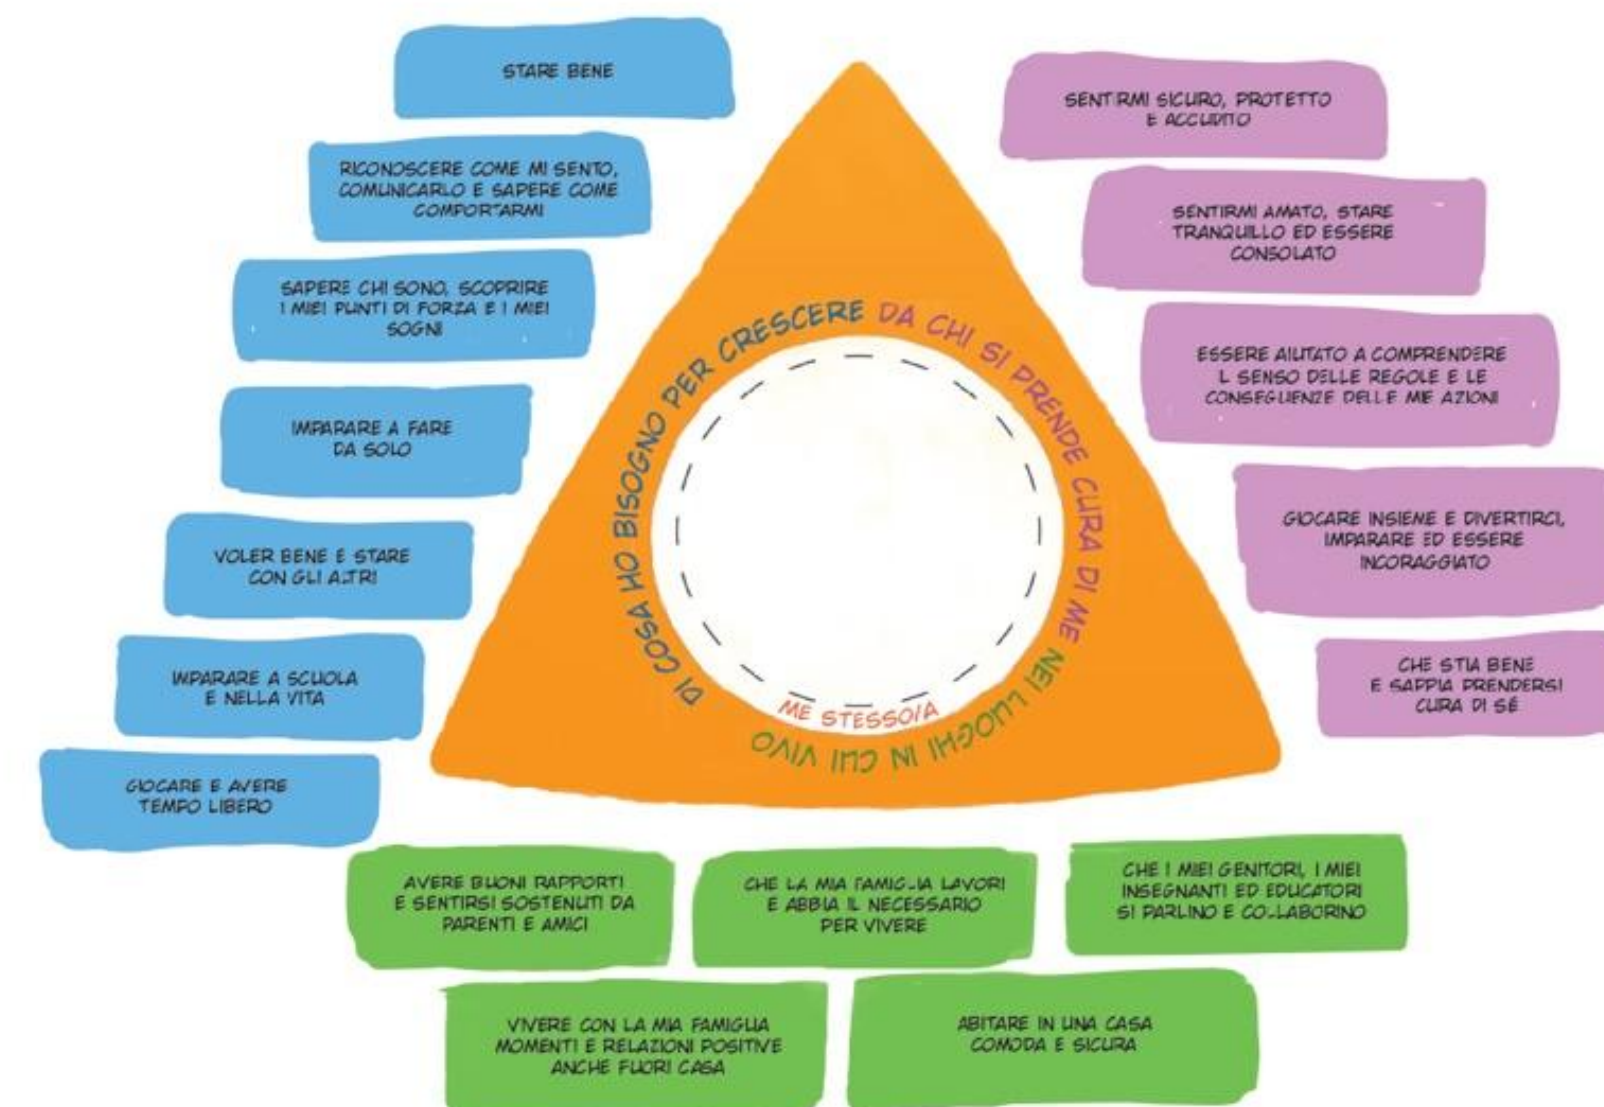 STARE BENE
RICONOSCERE COME MI SENTO,
COMUNICARLO E SAPERE COME
COMPORTARMI
SAPERE CHI SONO, SCOPRIRE
I MIEI PUNTI DI FORZA E I MIEI
SOGNI
IMPARARE A FARE
DA SOLO
VOLER BENE E STARE
CON GLI ALTRI
IMPARARE A SCUOLA
E NELLA VITA
GIOCARE E AVERE
TEMPO LIBERO
DI COSA HO BISOGNO PER CRESCERE
DA CHI SI PRENDE CURA DI ME
NEI LUOGHI IN CUI VIVO
ME STESSO/A
SENTIRMI SICURO, PROTETTO
E ACCUDITO
SENTIRMI AMATO, STARE
TRANQUILLO ED ESSERE
CONSOLATO
ESSERE AIUTATO A COMPRENDERE
IL SENSO DELLE REGOLE E LE
CONSEGUENZE DELLE MIE AZIONI
GIOCARE INSIEME E DIVERTIRCI,
IMPARARE ED ESSERE
INCORAGGIATO
CHE STIA BENE
E SAPPIA PRENDERSI
CURA DI SÉ
AVERE BUONI RAPPORTI
E SENTIRSI SOSTENUTI DA
PARENTI E AMICI
CHE LA MIA FAMIGLIA LAVORI
E ABBIA IL NECESSARIO
PER VIVERE
CHE I MIEI GENITORI, I MIEI
INSEGNANTI ED EDUCATORI
SI PARLINO E COLLABORINO
VIVERE CON LA MIA FAMIGLIA
MOMENTI E RELAZIONI POSITIVE
ANCHE FUORI CASA
ABITARE IN UNA CASA
COMODA E SICURA